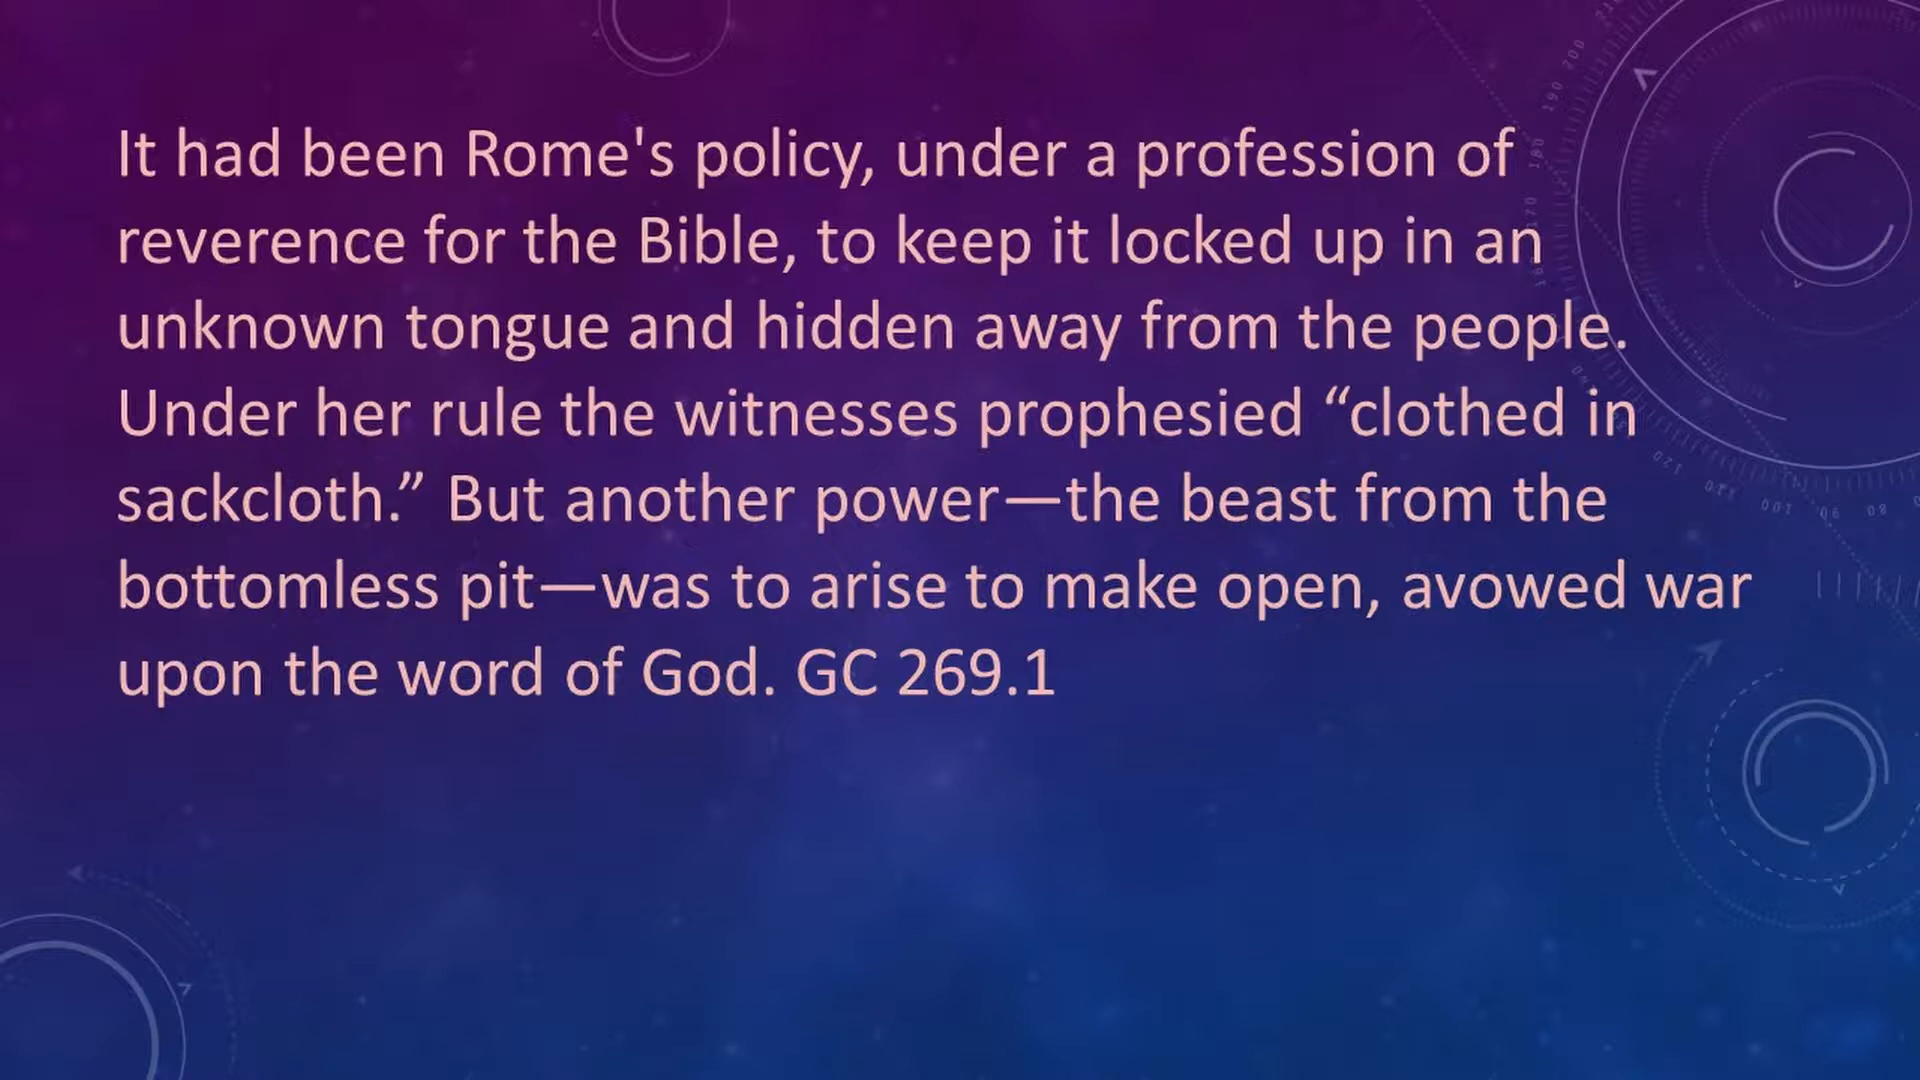 It had been Rome's policy, under a profession of
reverence for the Bible, to keep it locked up in an
unknown tongue and hidden away from the people.
Under her rule the witnesses prophesied “clothed in
sackcloth.” But another power—the beast from the
bottomless pit—was to arise to make open, avowed war
upon the word of God. GC 269.1